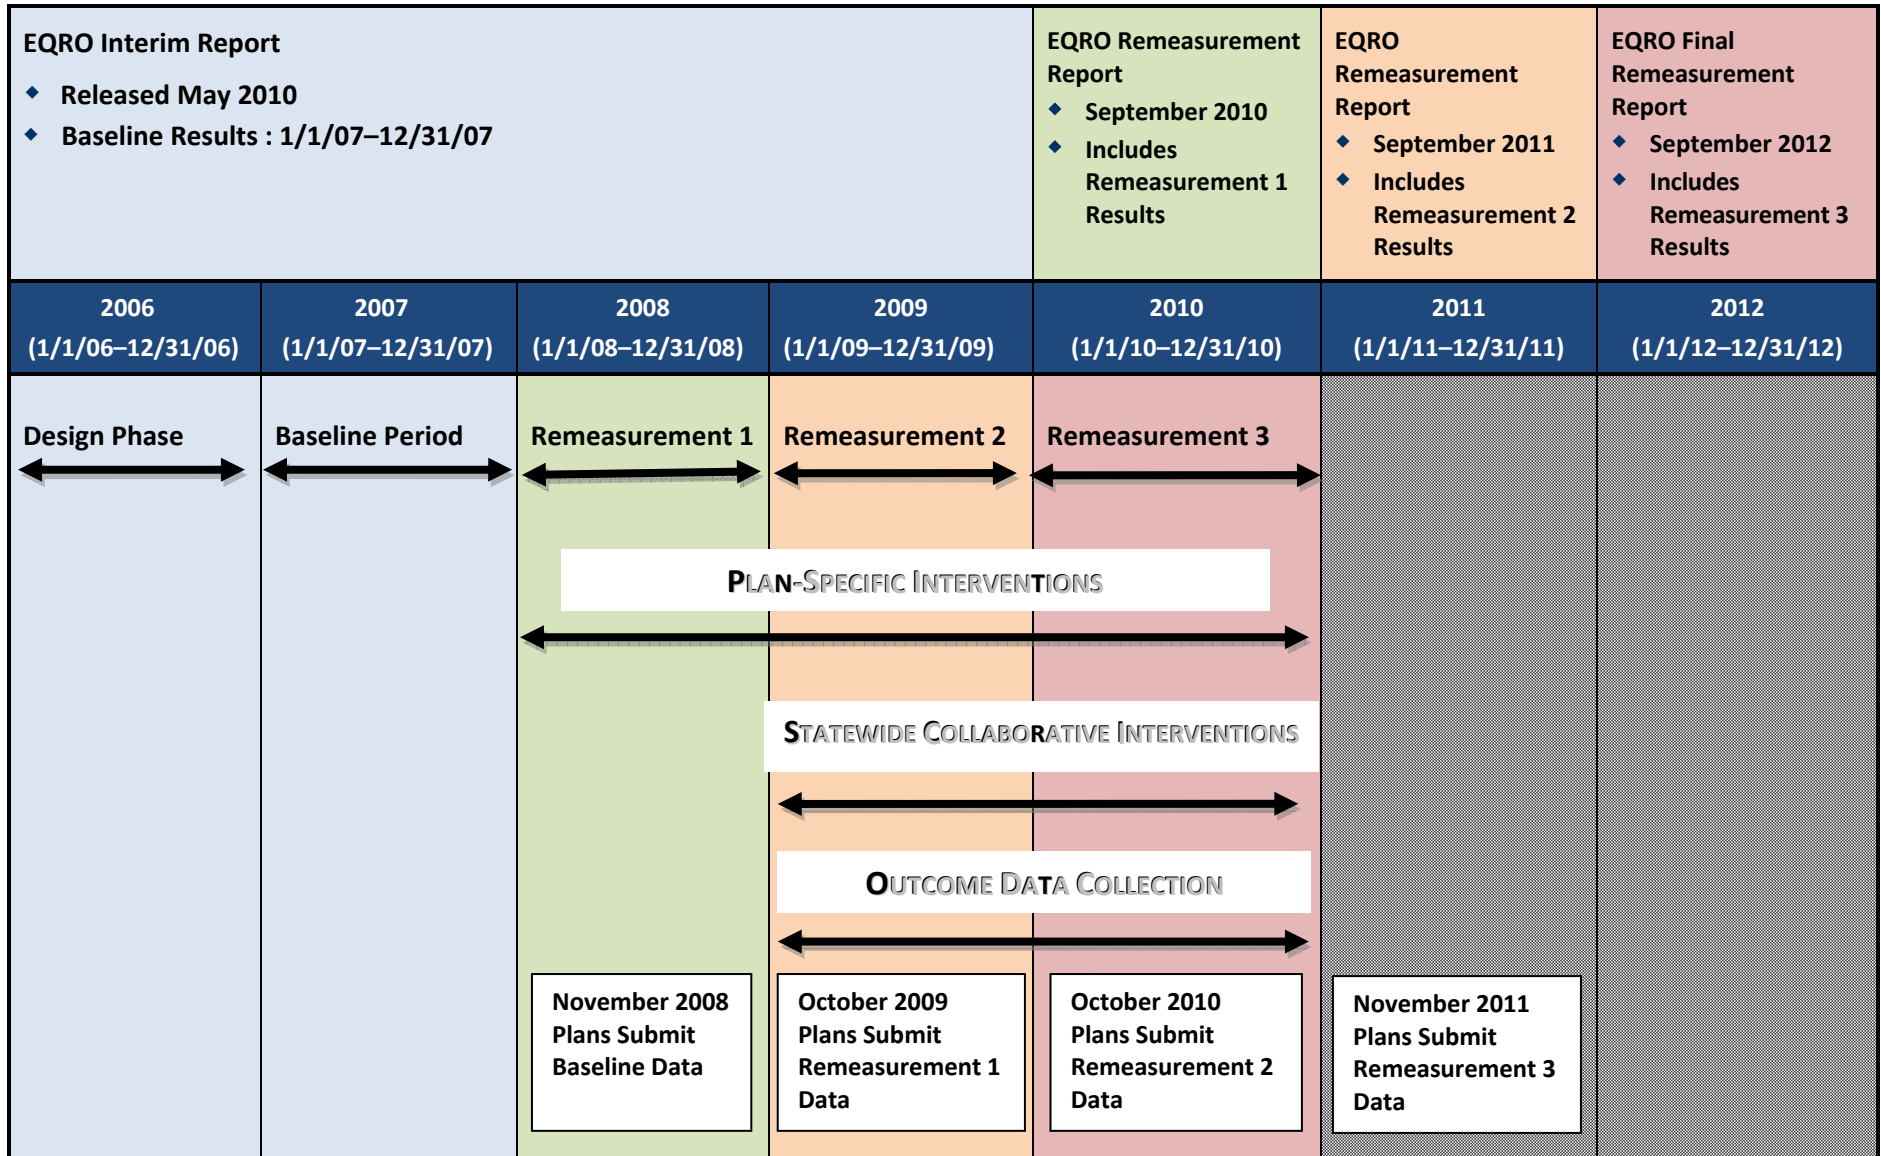 EQRO Interim Report
◆ Released May 2010
◆ Baseline Results : 1/1/07–12/31/07
EQRO Remeasurement
Report
◆ September 2010
◆ Includes
Remeasurement 1
Results
EQRO
Remeasurement
Report
◆ September 2011
◆ Includes
Remeasurement 2
Results
EQRO Final
Remeasurement
Report
◆ September 2012
◆ Includes
Remeasurement 3
Results
2006
(1/1/06–12/31/06)
2007
(1/1/07–12/31/07)
2008
(1/1/08–12/31/08)
2009
(1/1/09–12/31/09)
2010
(1/1/10–12/31/10)
2011
(1/1/11–12/31/11)
2012
(1/1/12–12/31/12)
Design Phase
Baseline Period
Remeasurement 1
Remeasurement 2
Remeasurement 3
PLAN-SPECIFIC INTERVENTIONS
STATEWIDE COLLABORATIVE INTERVENTIONS
OUTCOME DATA COLLECTION
November 2008
Plans Submit
Baseline Data
October 2009
Plans Submit
Remeasurement 1
Data
October 2010
Plans Submit
Remeasurement 2
Data
November 2011
Plans Submit
Remeasurement 3
Data